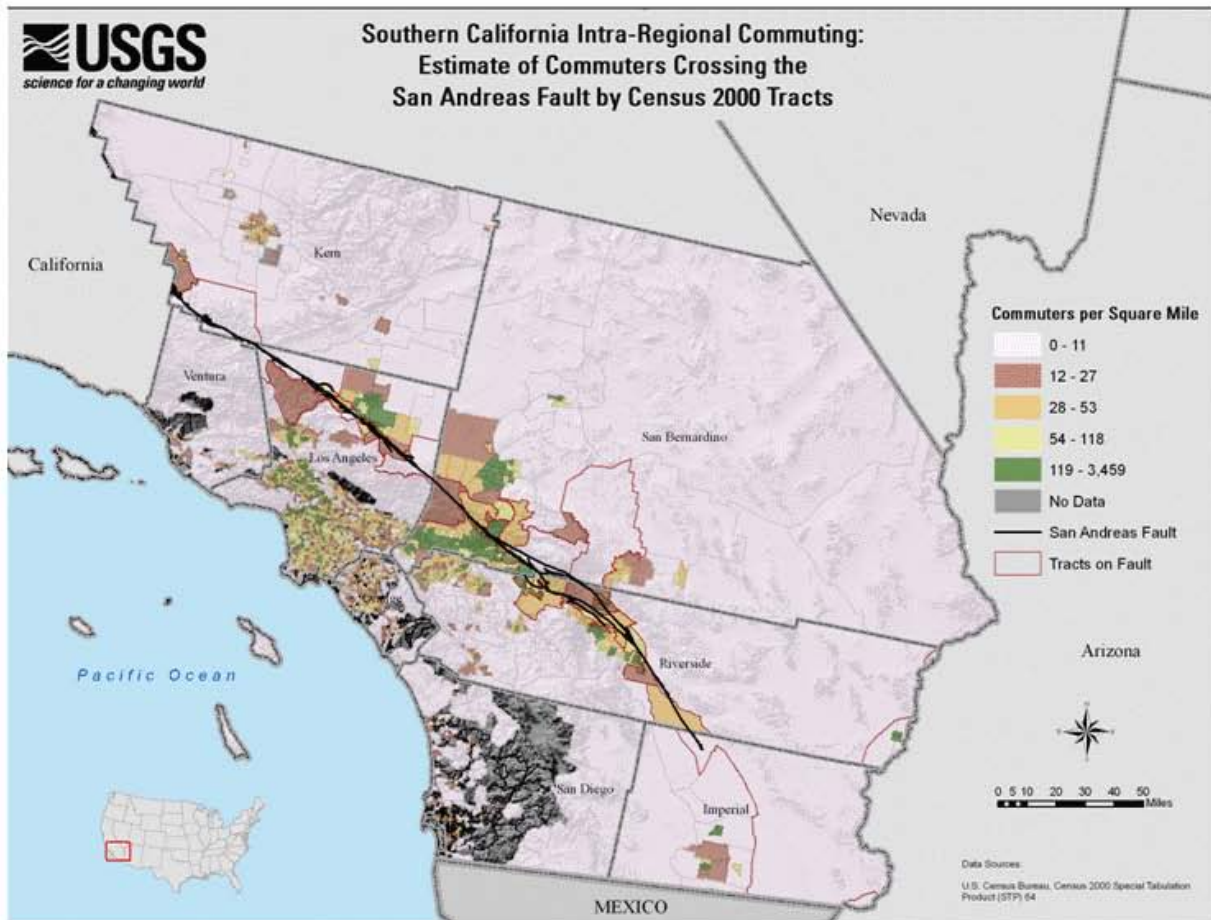 USGS
science for a changing world
Southern California Intra-Regional Commuting:
Estimate of Commuters Crossing the
San Andreas Fault by Census 2000 Tracts
Nevada
California
Kern
Commuters per Square Mile
0 - 11
12 - 27
28 - 53
54 - 118
119 - 3,459
No Data
San Andreas Fault
Tracts on Fault
Ventura
San Bernardino
Los Angeles
Riverside
Arizona
Pacific Ocean
San Diego
Imperial
0 5 10 20 30 40 50
Miles
MEXICO
Data Sources:
U.S. Census Bureau, Census 2000 Special Tabulation
Product (STP) 64